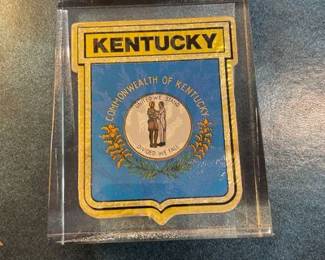 KENTUCKY
COMMONWEALTH OF KENTUCKY
UNITED WE STAND
DIVIDED WE FALL